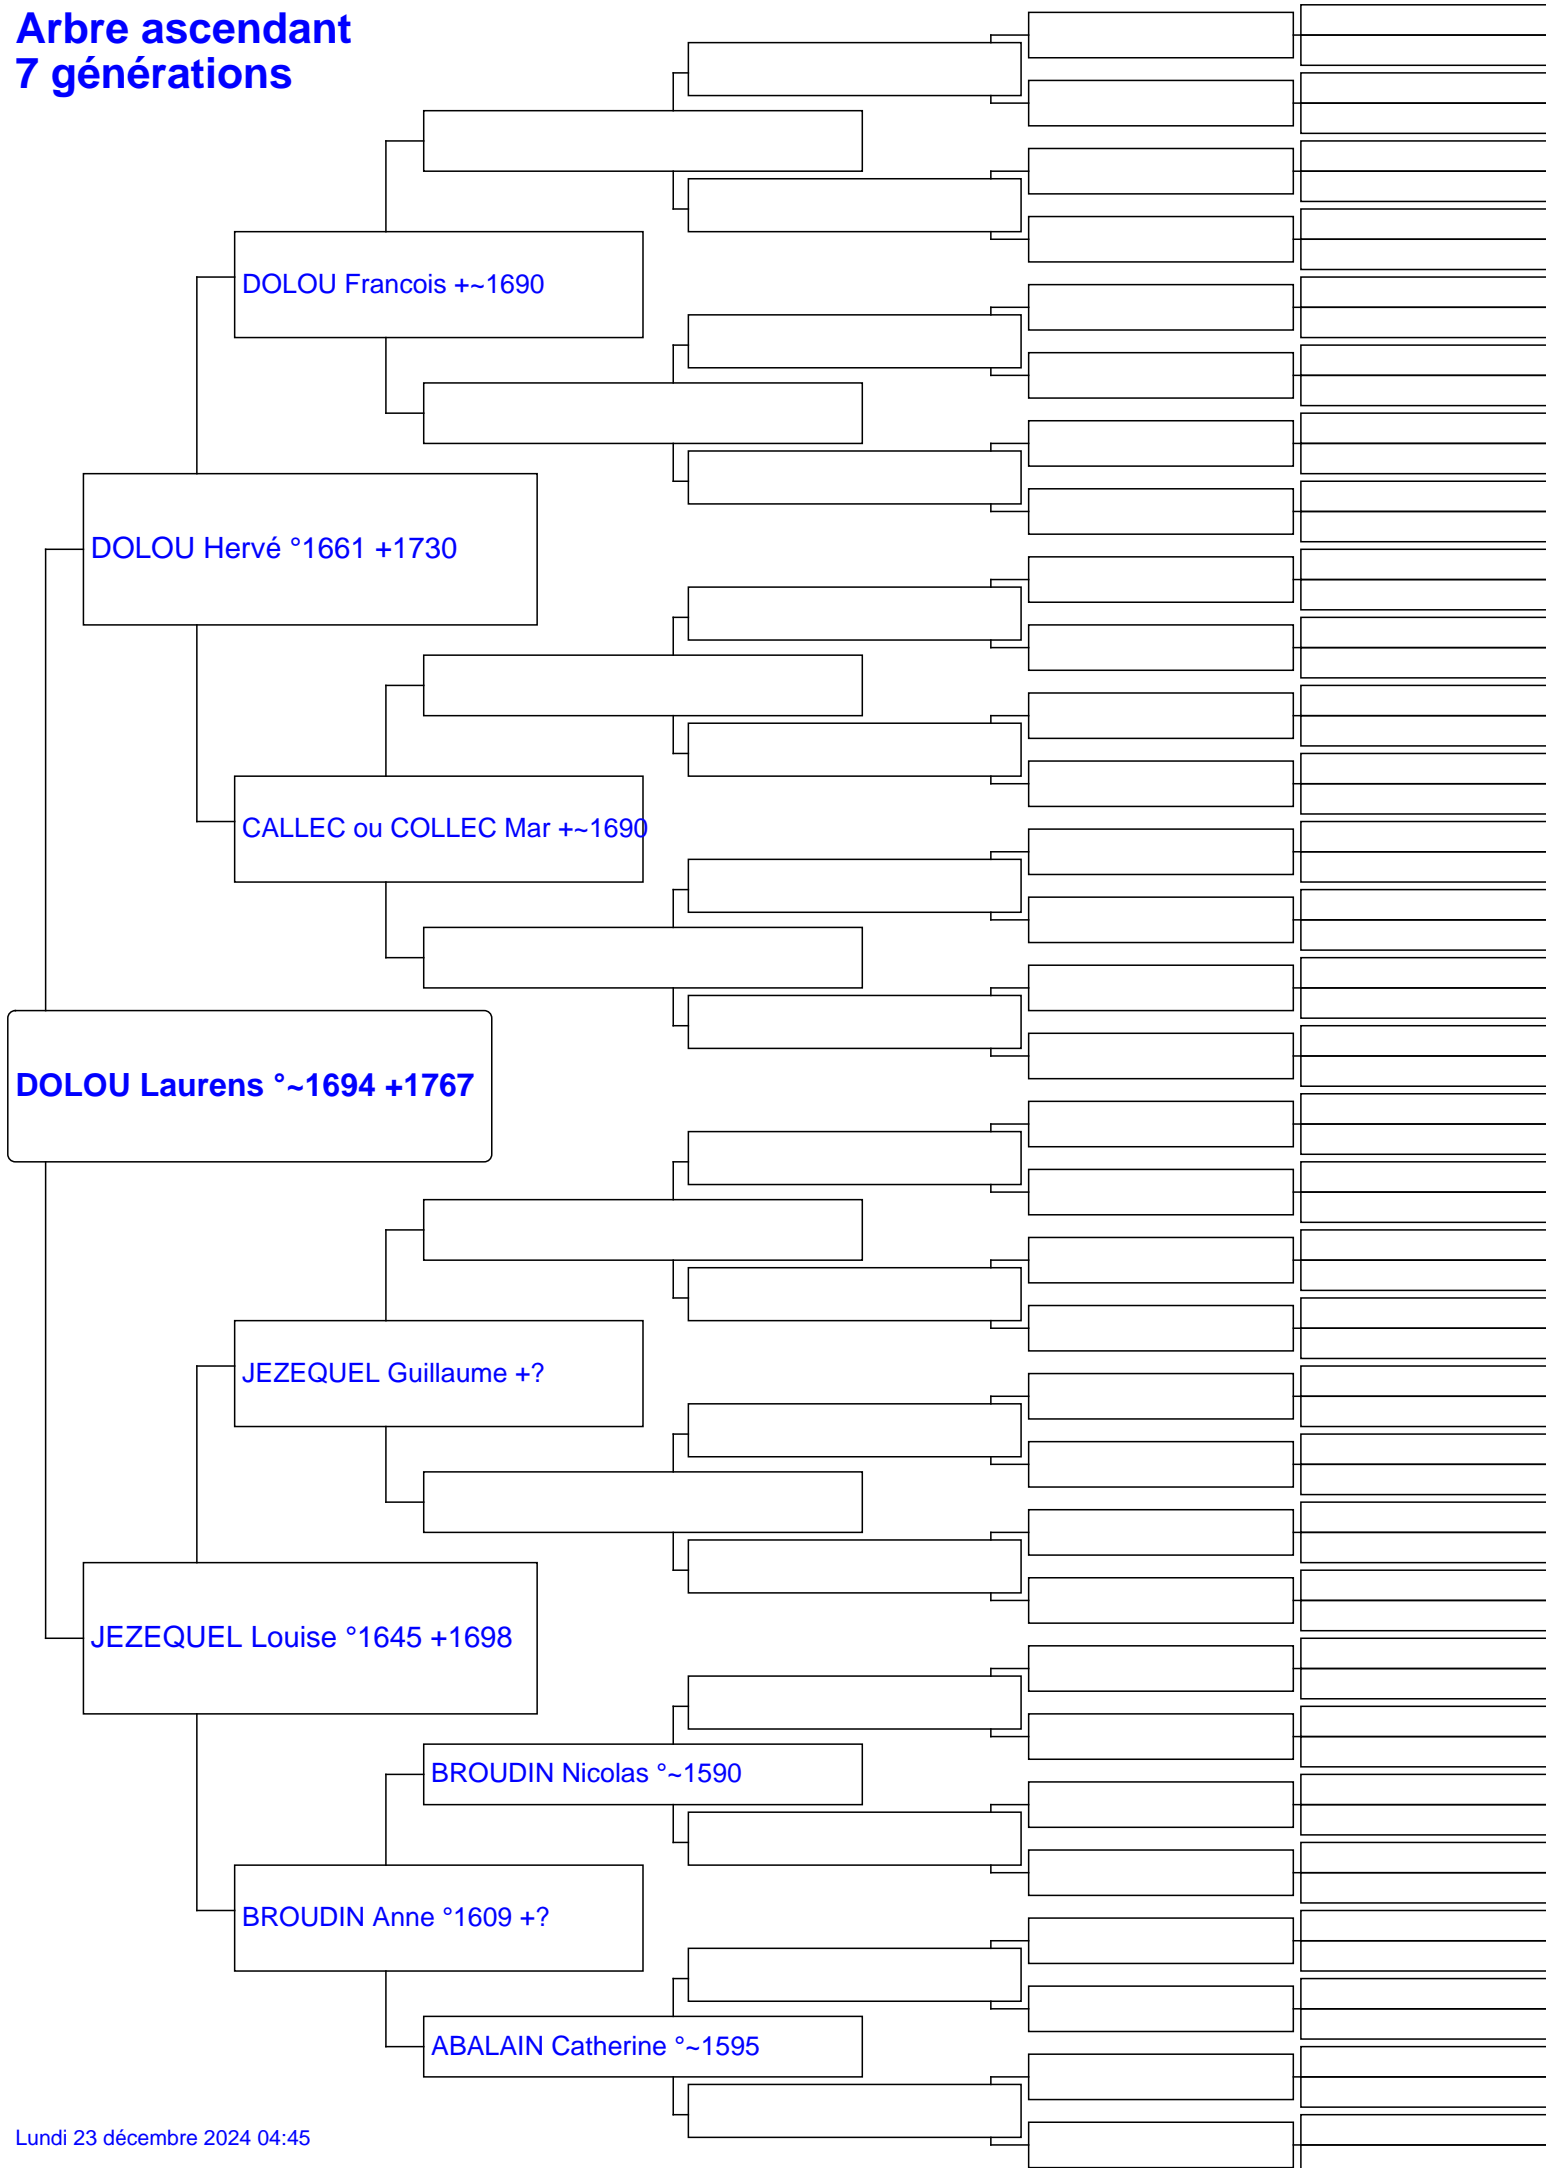 Arbre ascendant
7 générations
DOLOU Francois +~1690
DOLOU Hervé °1661 +1730
CALLEC ou COLLEC Mar +~1690
DOLOU Laurens °~1694 +1767
JEZEQUEL Guillaume +?
JEZEQUEL Louise °1645 +1698
BROUDIN Nicolas °~1590
BROUDIN Anne °1609 +?
ABALAIN Catherine °~1595
Lundi 23 décembre 2024 04:45